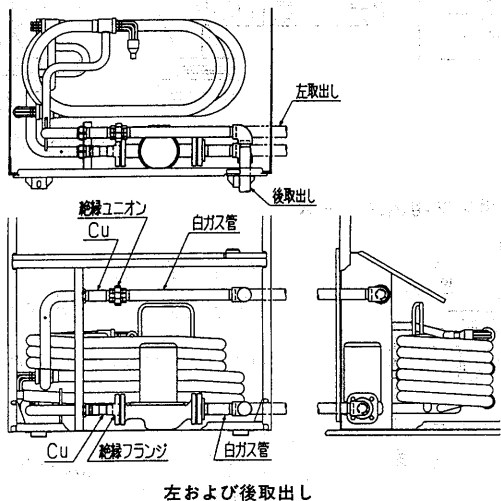 左取出し
後取出し
絶縁ユニオン
Cu
白ガス管
Cu
絶縁フランジ
白ガス管
左および後取出し